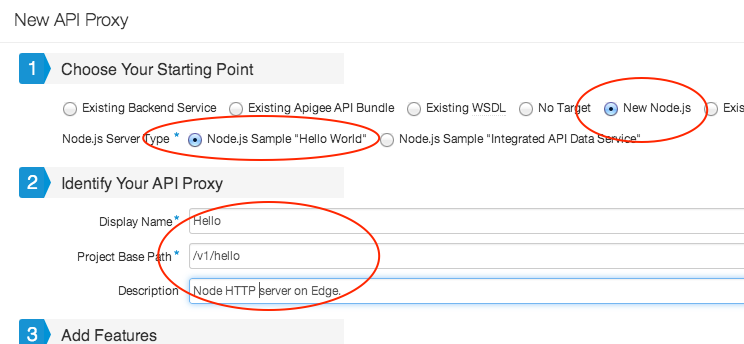 New API Proxy
1 Choose Your Starting Point
Existing Backend Service Existing Apigee API Bundle Existing WSDL No Target New Node.js Exis
Node.js Server Type * Node.js Sample "Hello World" Node.js Sample "Integrated API Data Service"
2 Identify Your API Proxy
Display Name * Hello
Project Base Path * /v1/hello
Description Node HTTP server on Edge.
3 Add Features